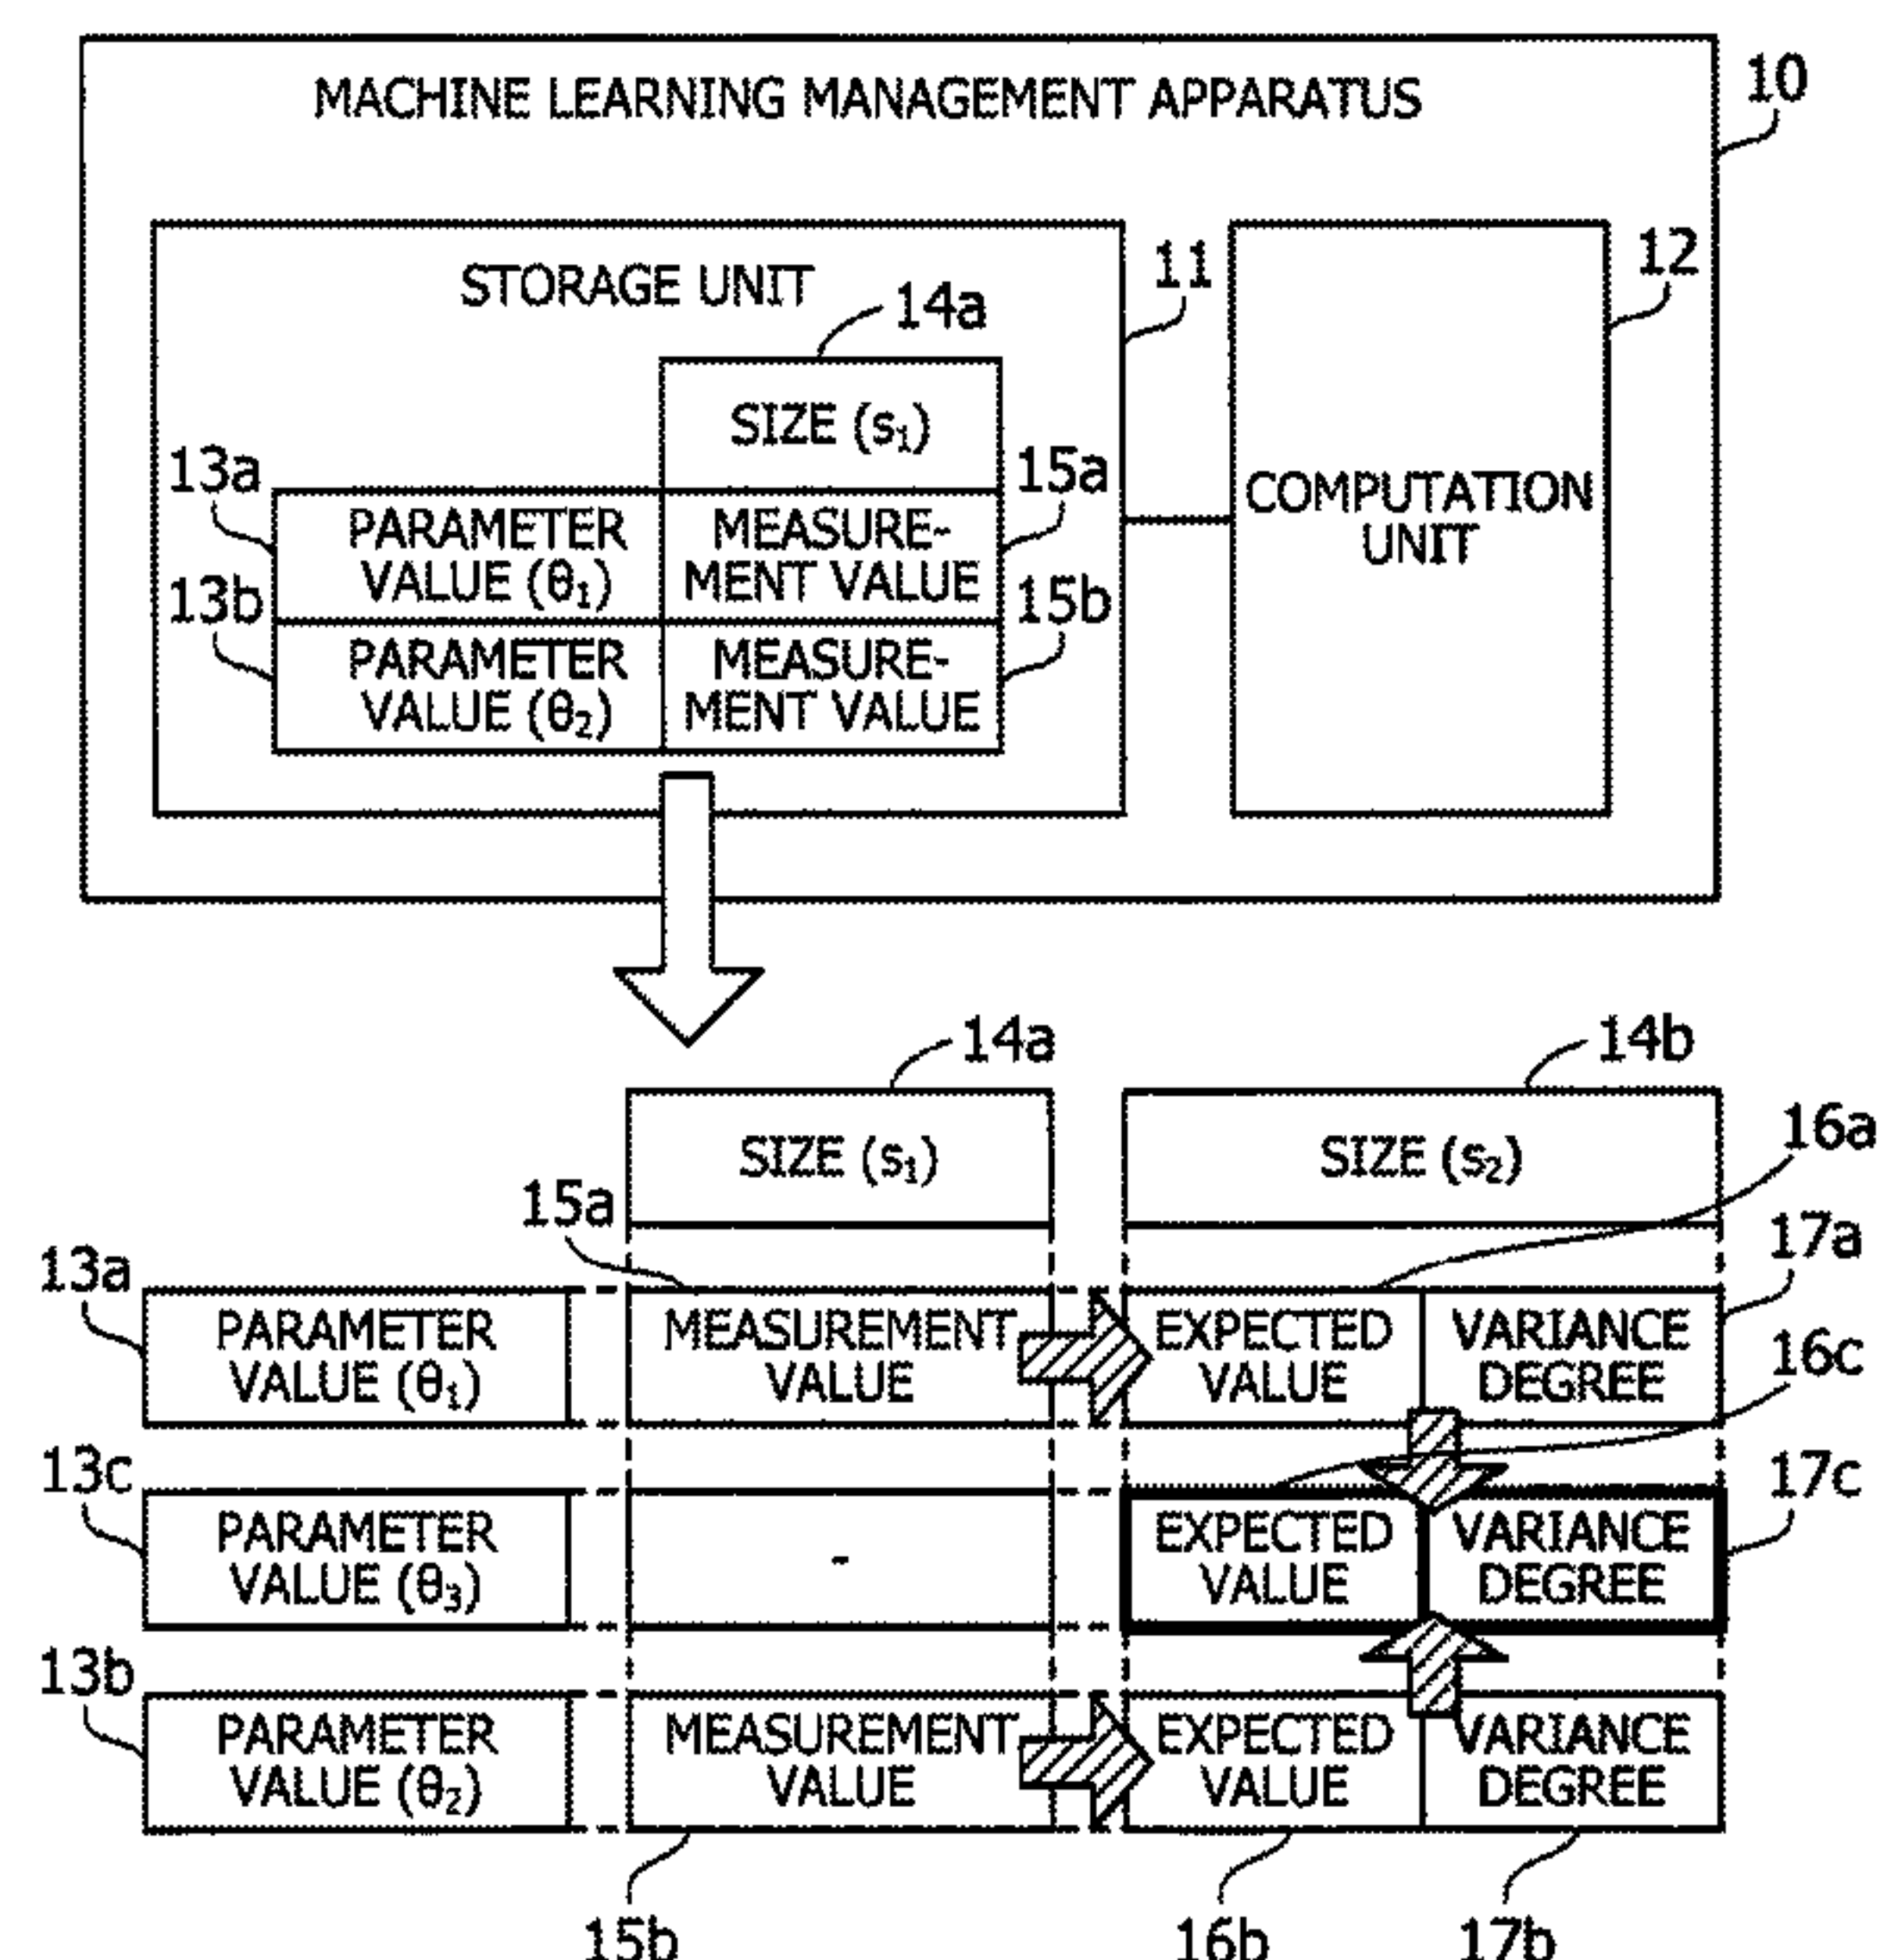 MACHINE LEARNING MANAGEMENT APPARATUS
10
STORAGE UNIT
11
12
14a
SIZE (s₁)
13a
PARAMETER
VALUE (θ₁)
MEASURE-
MENT VALUE
15a
13b
PARAMETER
VALUE (θ₂)
MEASURE-
MENT VALUE
15b
COMPUTATION
UNIT
14a
14b
SIZE (s₁)
SIZE (s₂)
16a
15a
17a
13a
PARAMETER
VALUE (θ₁)
MEASUREMENT
VALUE
EXPECTED
VALUE
VARIANCE
DEGREE
16c
13c
PARAMETER
VALUE (θ₃)
-
EXPECTED
VALUE
VARIANCE
DEGREE
17c
13b
PARAMETER
VALUE (θ₂)
MEASUREMENT
VALUE
EXPECTED
VALUE
VARIANCE
DEGREE
15b
16b
17b